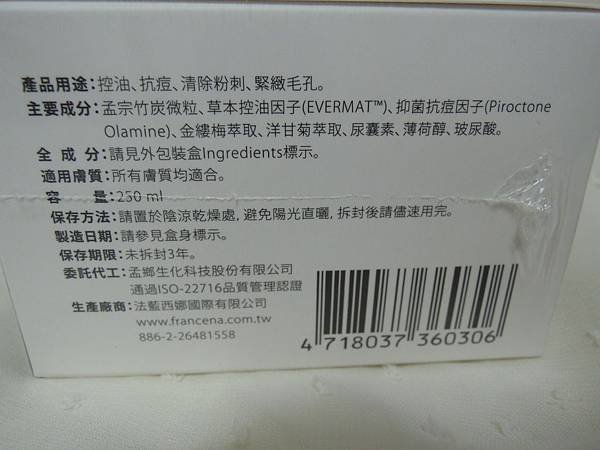 產品用途:控油、抗痘、清除粉刺、緊緻毛孔。
主要成分:孟宗竹炭微粒、草本控油因子(EVERMAT™)、抑菌抗痘因子(Piroctone
Olamine)、金縷梅萃取、洋甘菊萃取、尿囊素、薄荷醇、玻尿酸。
全 成 分:請見外包裝盒Ingredients標示。
適用膚質:所有膚質均適合。
容 量:250 ml
保存方法:請置於陰涼乾燥處,避免陽光直曬,拆封後請儘速用完。
製造日期:請參見盒身標示。
保存期限:未拆封3年。
委託代工:孟鄉生化科技股份有限公司
通過ISO-22716品質管理認證
生產廠商:法藍西娜國際有限公司
www.francena.com.tw
886-2-26481558
4 718037 360306